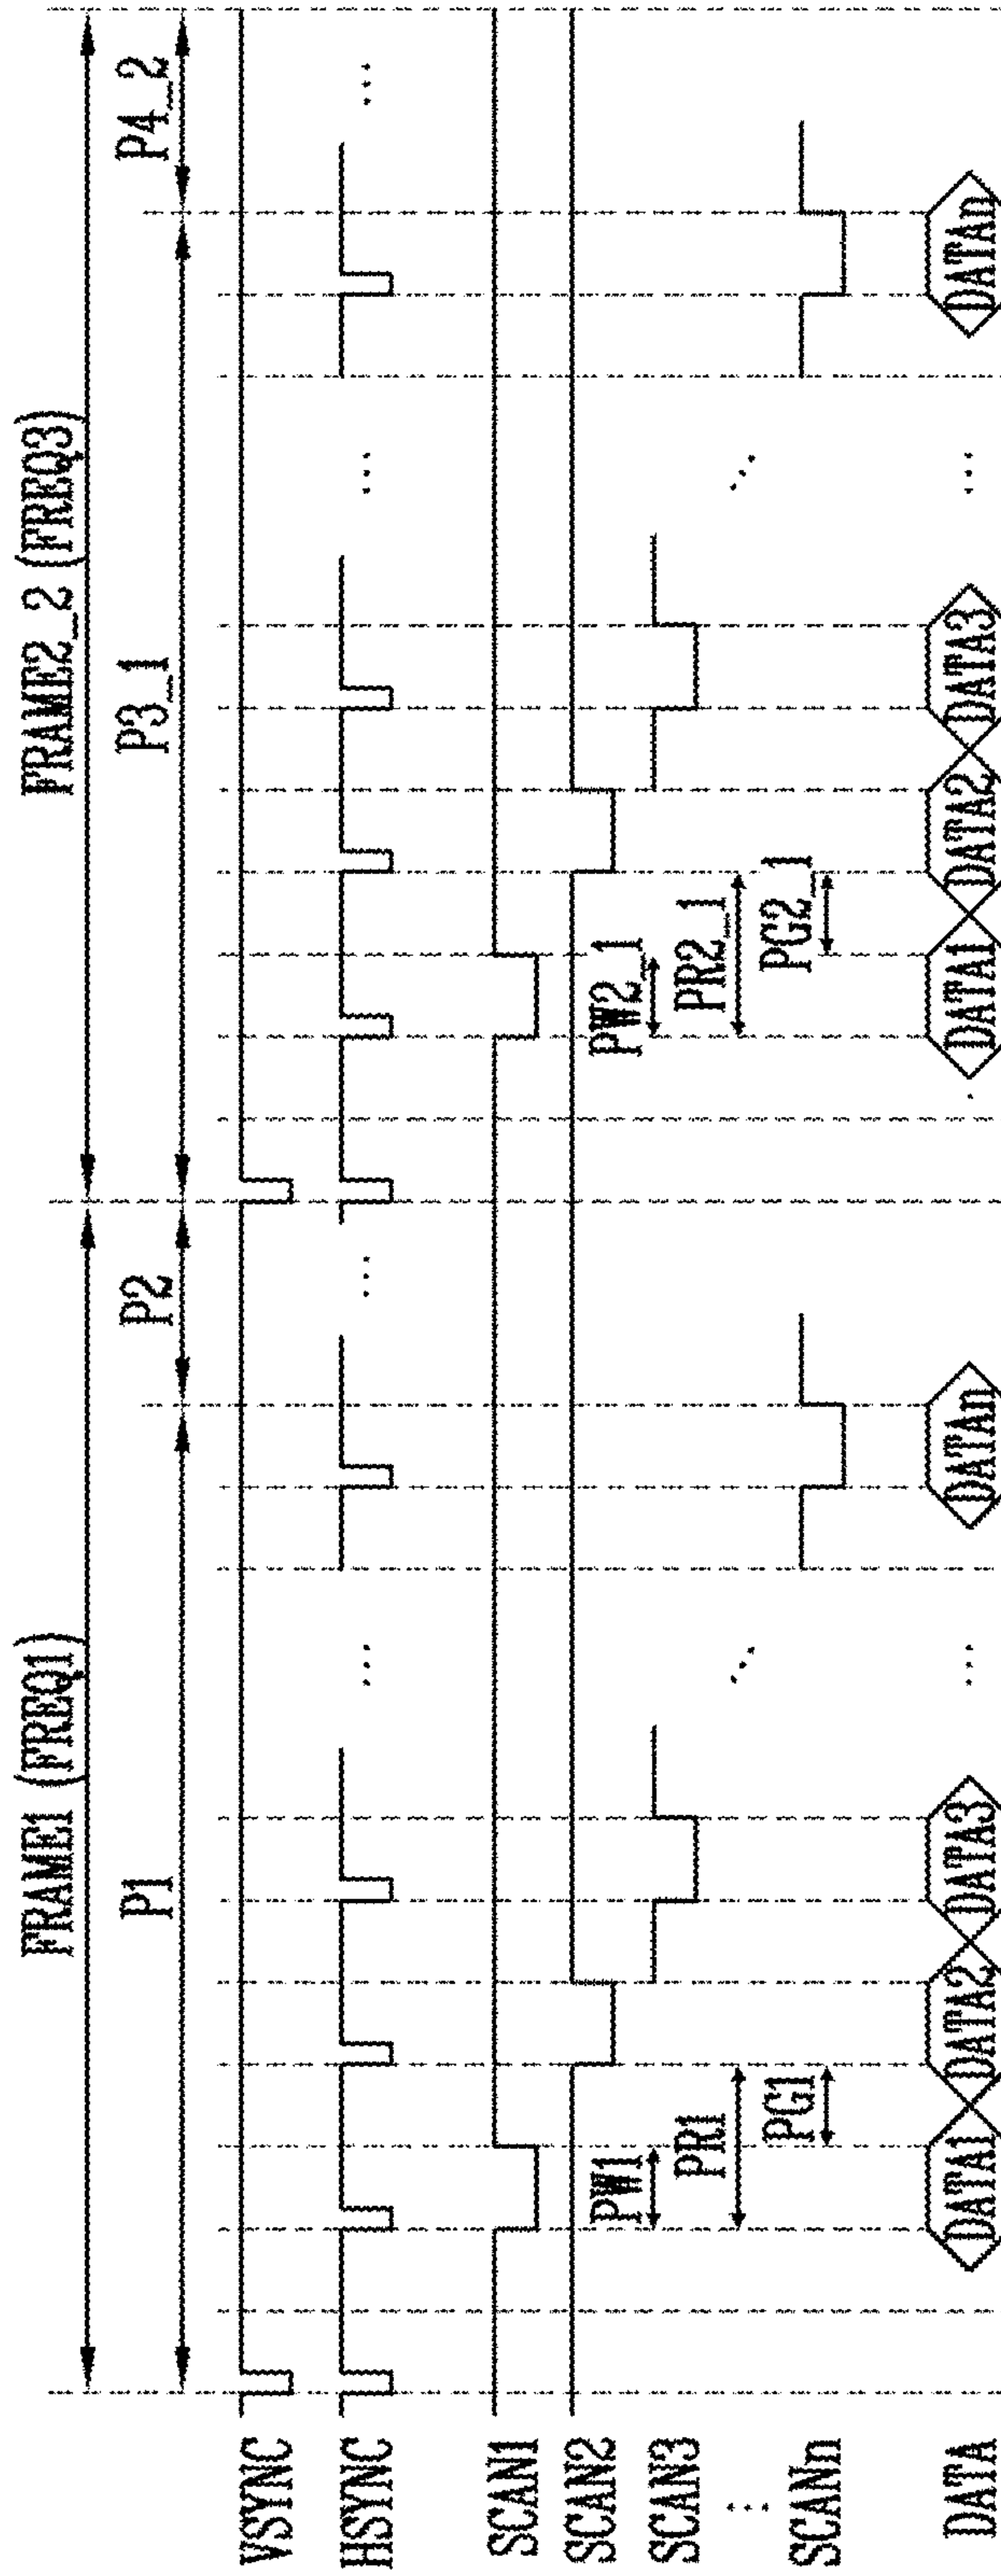 FRAME1 (FREQ1) FRAME2_2 (FREQ3)
P1 P2 P3_1 P4_2
VSYNC
HSYNC ... ... ... ...
SCAN1
SCAN2
PW1 PW2_1
SCAN3
PR1 PR2_1
... ... ...
PG1 PG2_1
SCANn
DATA DATA1 DATA2 DATA3 ... DATAn DATA1 DATA2 DATA3 ... DATAn